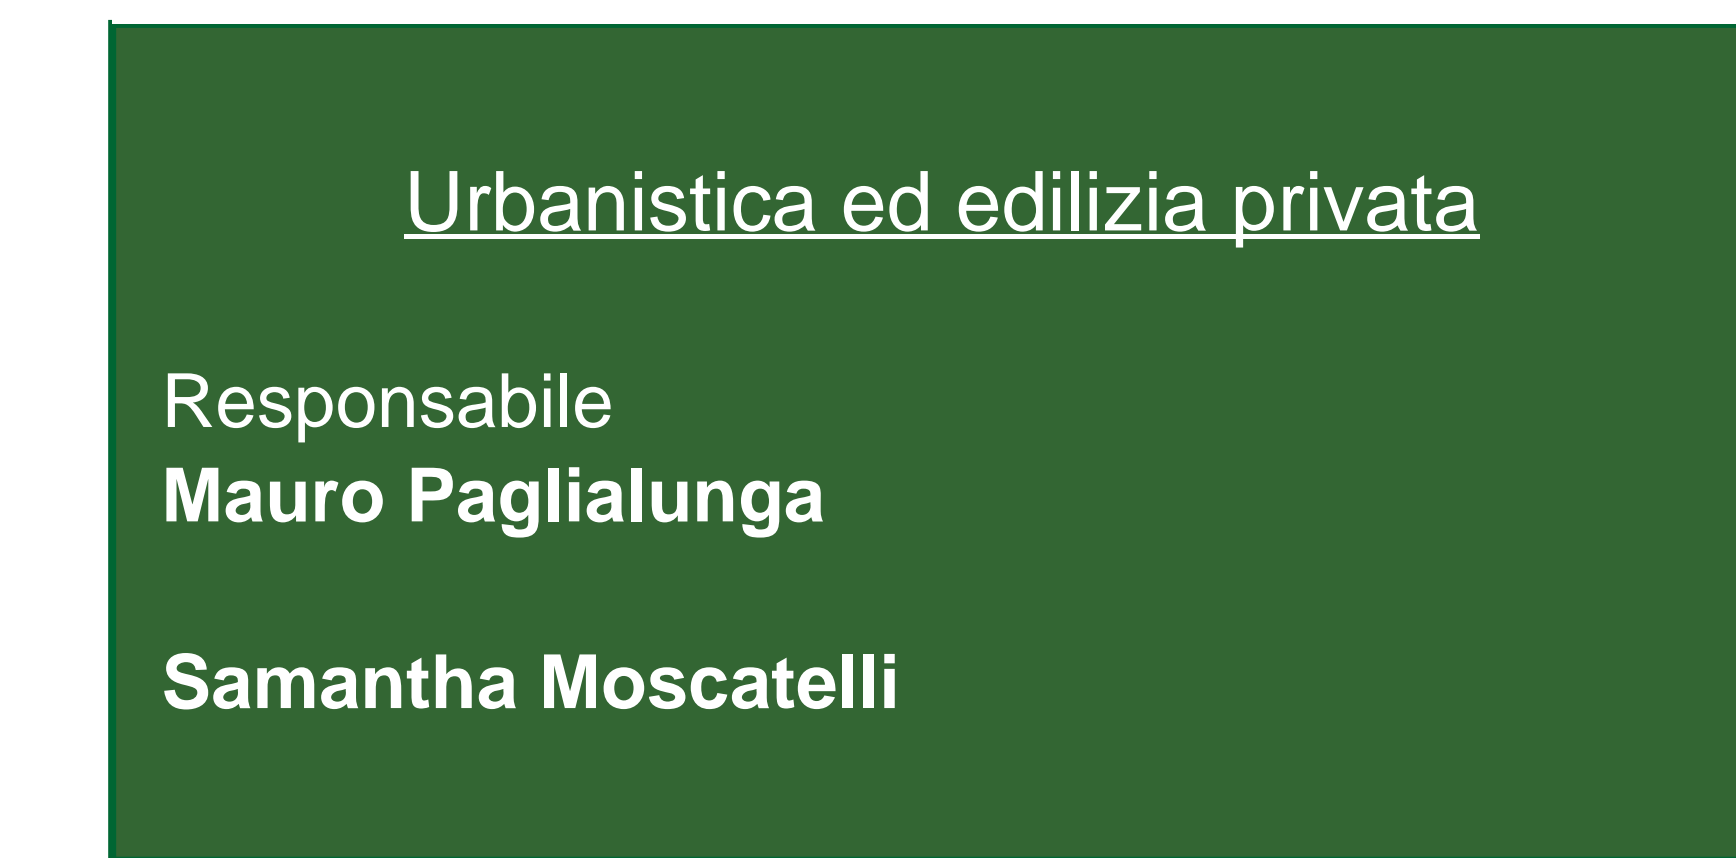 Urbanistica ed edilizia privata
Responsabile
Mauro Paglialunga
Samantha Moscatelli